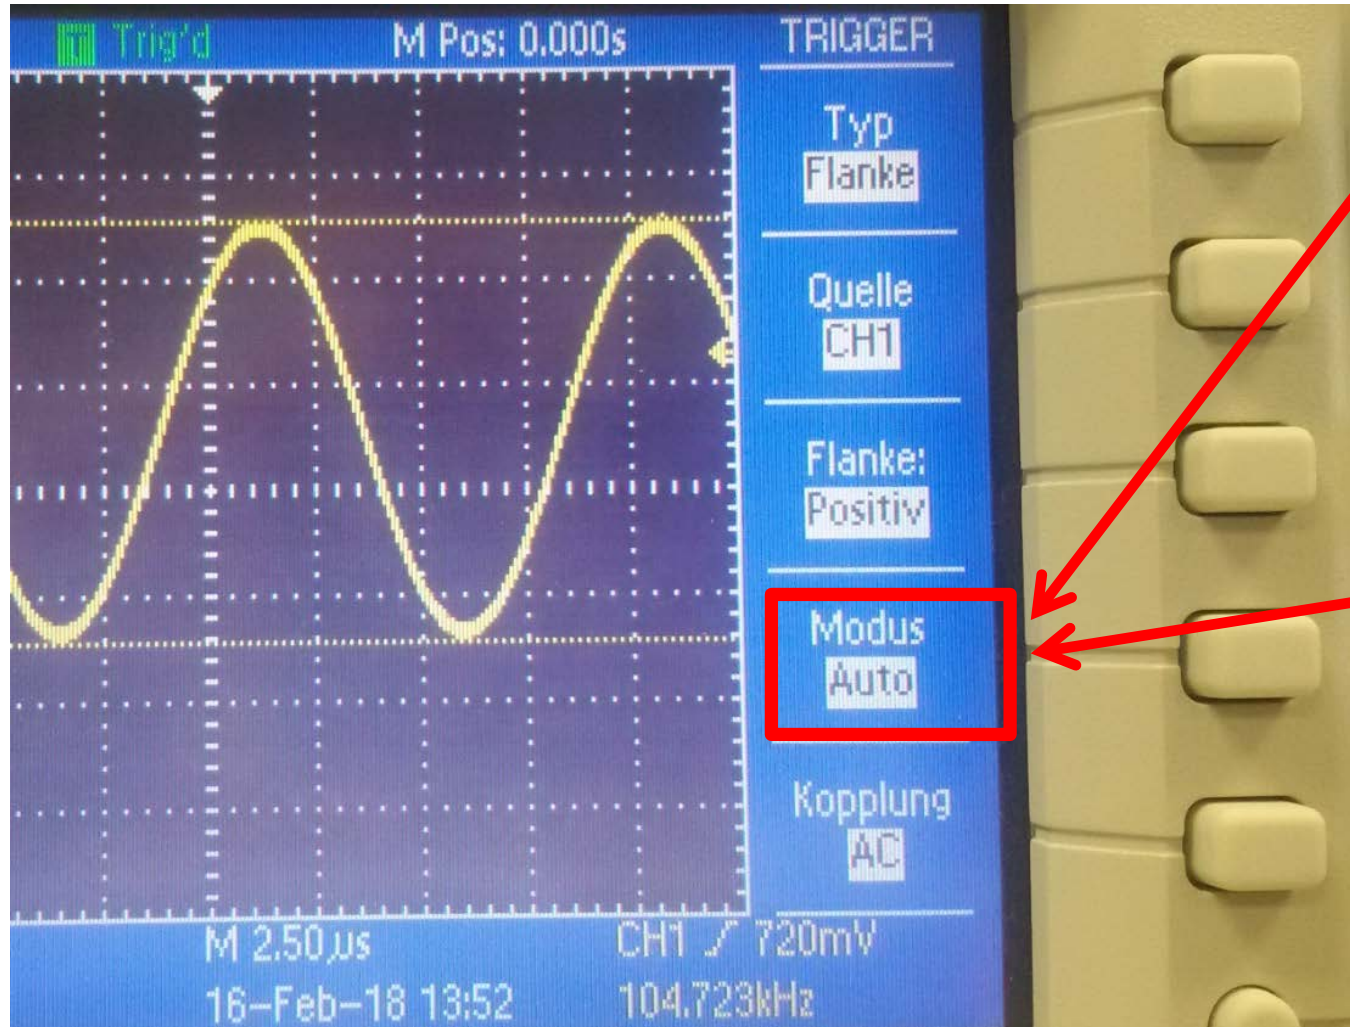 Trig'd M Pos: 0.000s TRIGGER
Typ
Flanke
Quelle
CH1
Flanke:
Positiv
Modus
Auto
Kopplung
AC
M 2.50µs CH1 720mV
16-Feb-18 13:52 104.723kHz